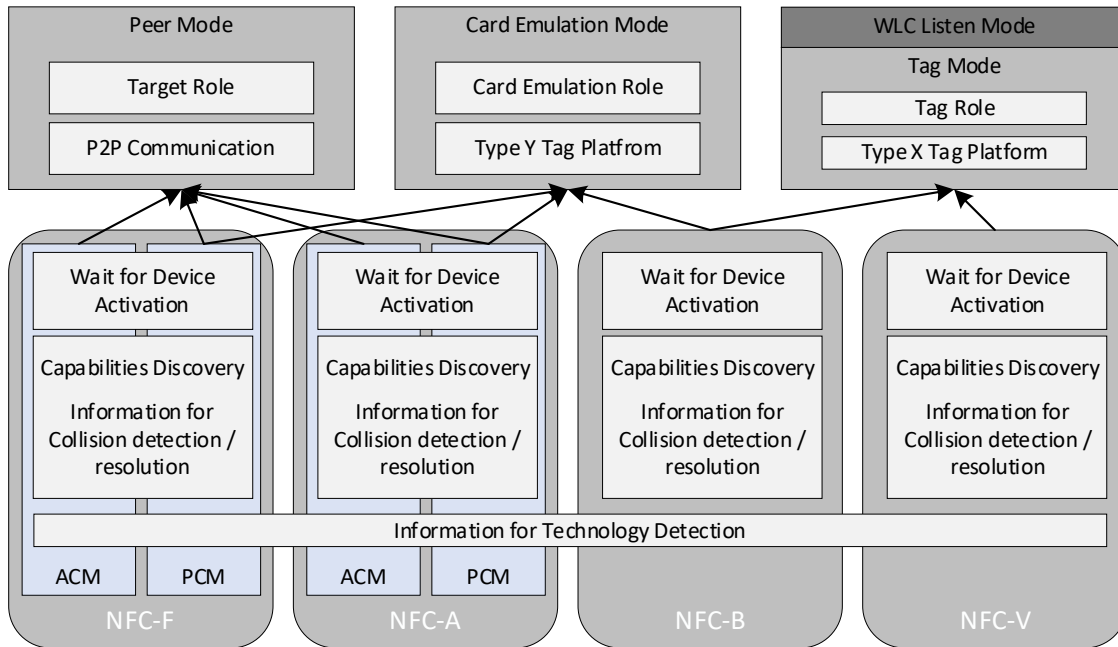 Peer Mode
Target Role
P2P Communication
Card Emulation Mode
Card Emulation Role
Type Y Tag Platfrom
WLC Listen Mode
Tag Mode
Tag Role
Type X Tag Platform
Wait for Device
Activation
Capabilities Discovery
Information for
Collision detection /
resolution
ACM
PCM
NFC-F
Wait for Device
Activation
Capabilities Discovery
Information for
Collision detection /
resolution
ACM
PCM
NFC-A
Wait for Device
Activation
Capabilities Discovery
Information for
Collision detection /
resolution
NFC-B
Wait for Device
Activation
Capabilities Discovery
Information for
Collision detection /
resolution
NFC-V
Information for Technology Detection